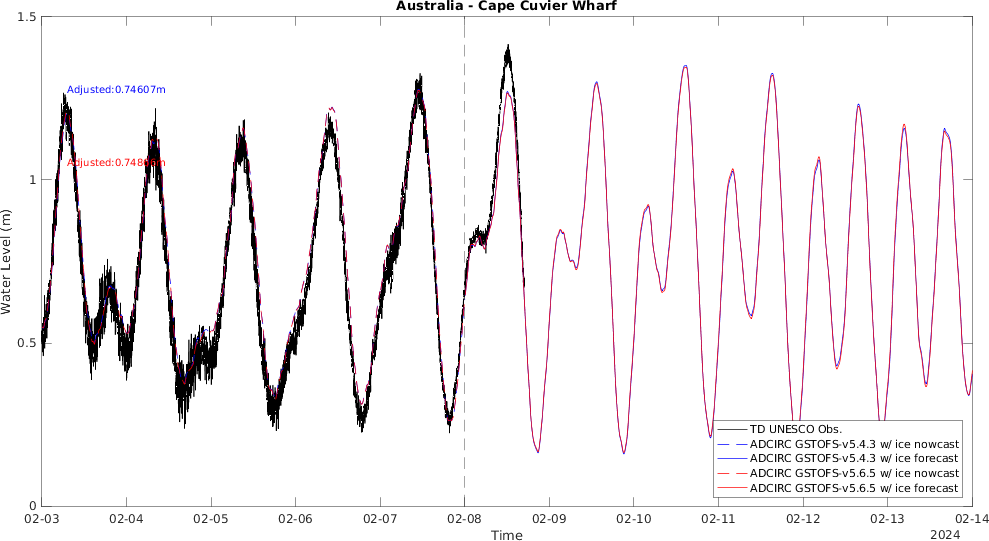 Australia - Cape Cuvier Wharf
1.5
Adjusted:0.74607m
1
Water Level (m)
0.5
TD UNESCO Obs.
ADCIRC GSTOFS-v5.4.3 w/ ice nowcast
ADCIRC GSTOFS-v5.4.3 w/ ice forecast
ADCIRC GSTOFS-v5.6.5 w/ ice nowcast
ADCIRC GSTOFS-v5.6.5 w/ ice forecast
0
02-03 02-04 02-05 02-06 02-07 02-08 02-09 02-10 02-11 02-12 02-13 02-14
Time
2024